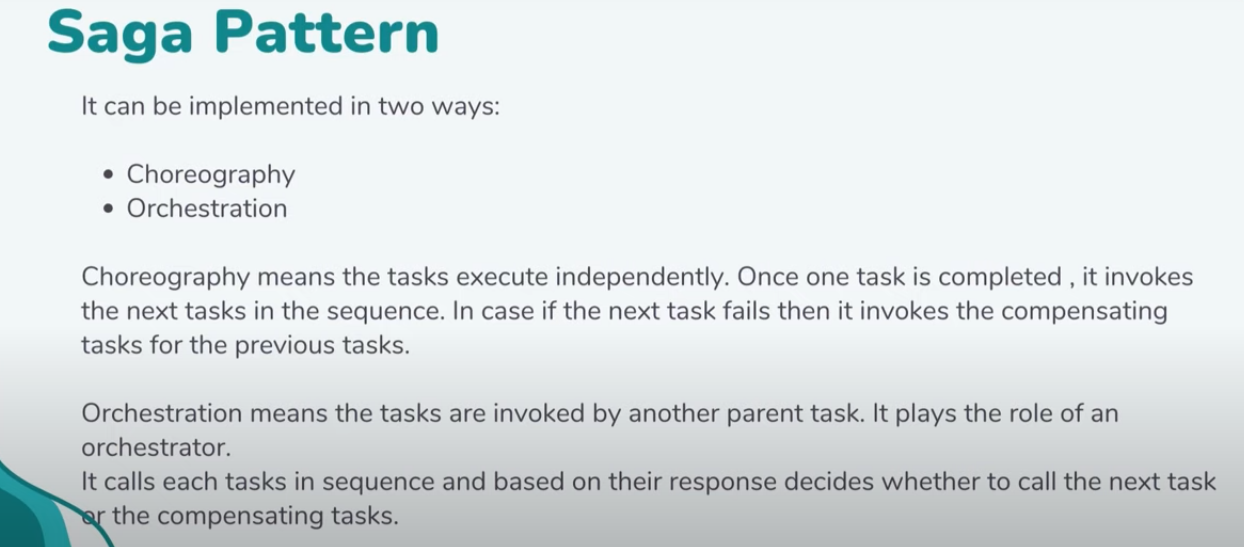 Saga Pattern
It can be implemented in two ways:
• Choreography
• Orchestration
Choreography means the tasks execute independently. Once one task is completed , it invokes
the next tasks in the sequence. In case if the next task fails then it invokes the compensating
tasks for the previous tasks.
Orchestration means the tasks are invoked by another parent task. It plays the role of an
orchestrator.
It calls each tasks in sequence and based on their response decides whether to call the next task
or the compensating tasks.